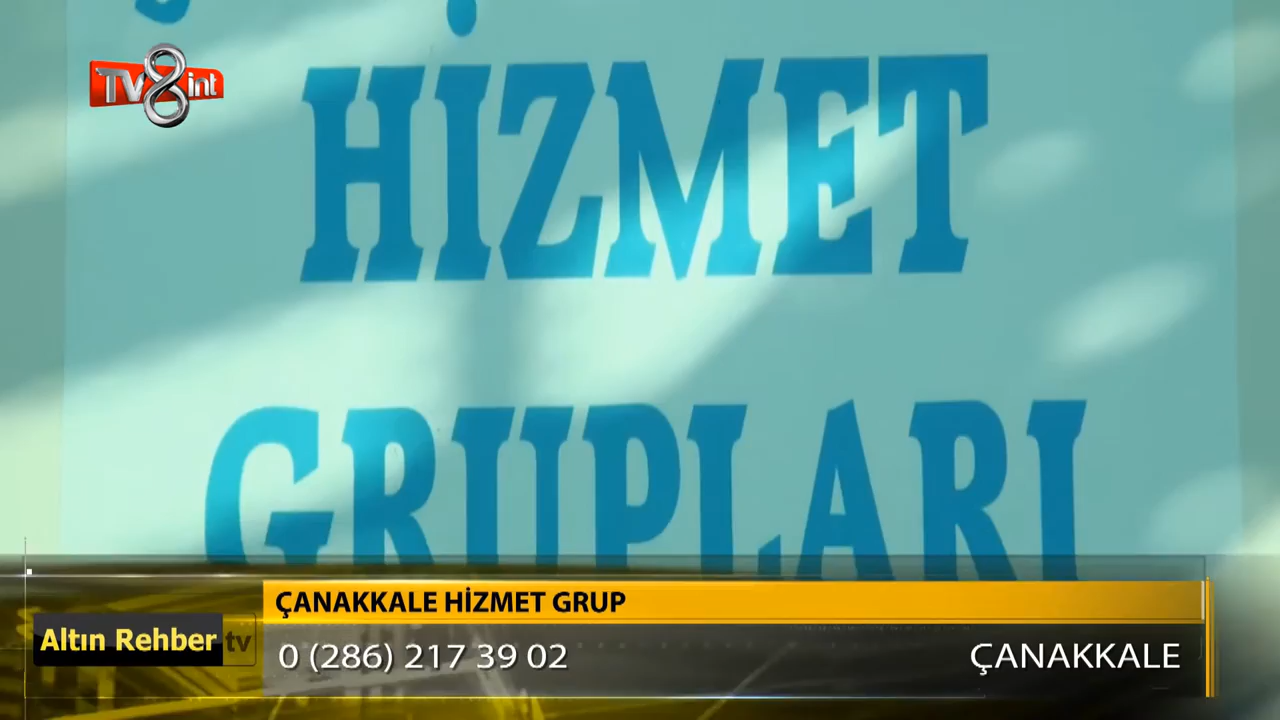 TV8int
HİZMET
GRUPLARI
ÇANAKKALE HİZMET GRUP
Altın Rehber tv
0 (286) 217 39 02
ÇANAKKALE